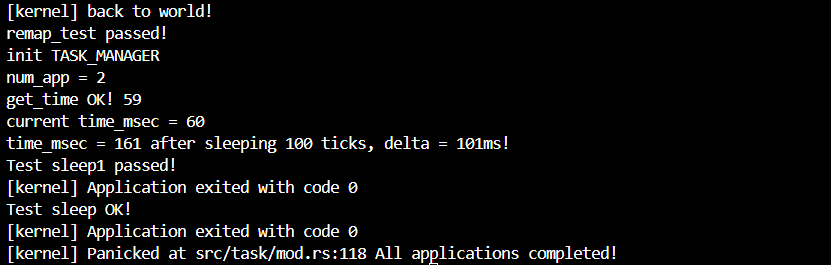 [kernel] back to world!
remap_test passed!
init TASK_MANAGER
num_app = 2
get_time OK! 59
current time_msec = 60
time_msec = 161 after sleeping 100 ticks, delta = 101ms!
Test sleep1 passed!
[kernel] Application exited with code 0
Test sleep OK!
[kernel] Application exited with code 0
[kernel] Panicked at src/task/mod.rs:118 All applications completed!